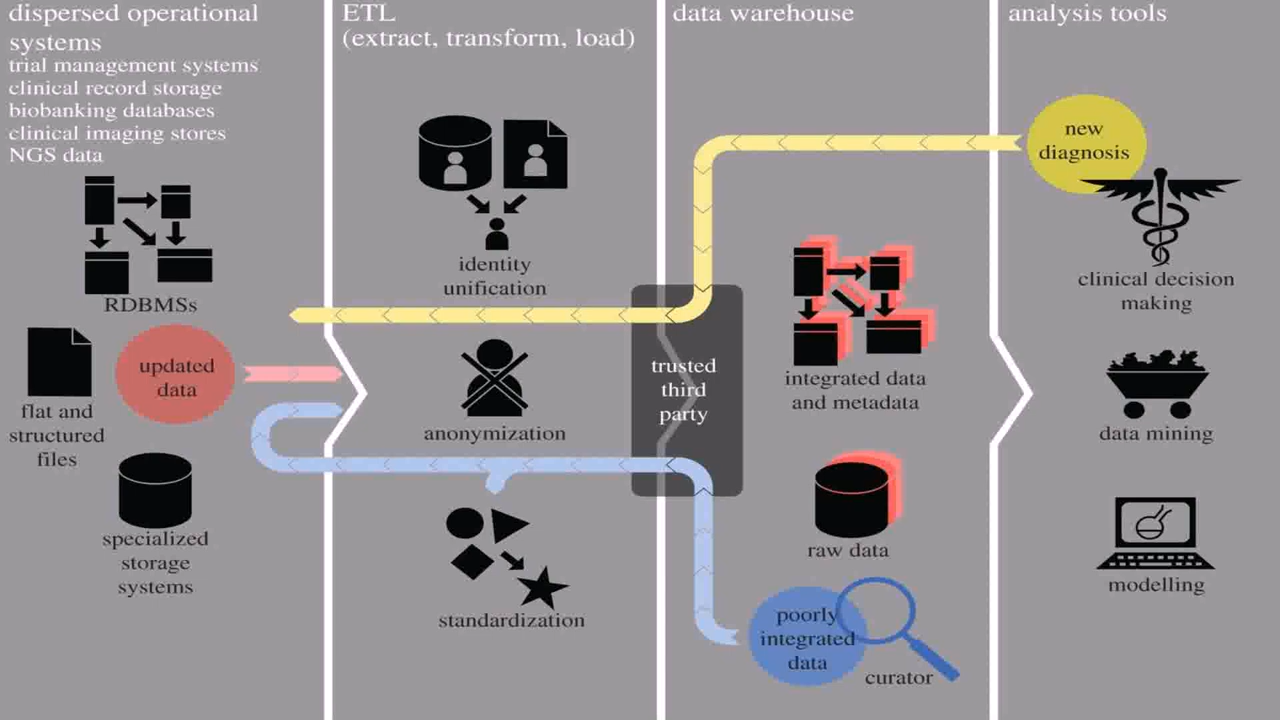 dispersed operational
systems
trial management systems
clinical record storage
biobanking databases
clinical imaging stores
NGS data
RDBMSs
updated
data
flat and
structured
files
specialized
storage
systems
ETL
(extract, transform, load)
identity
unification
anonymization
standardization
trusted
third
party
data warehouse
integrated data
and metadata
raw data
poorly
integrated
data
curator
analysis tools
new
diagnosis
clinical decision
making
data mining
modelling